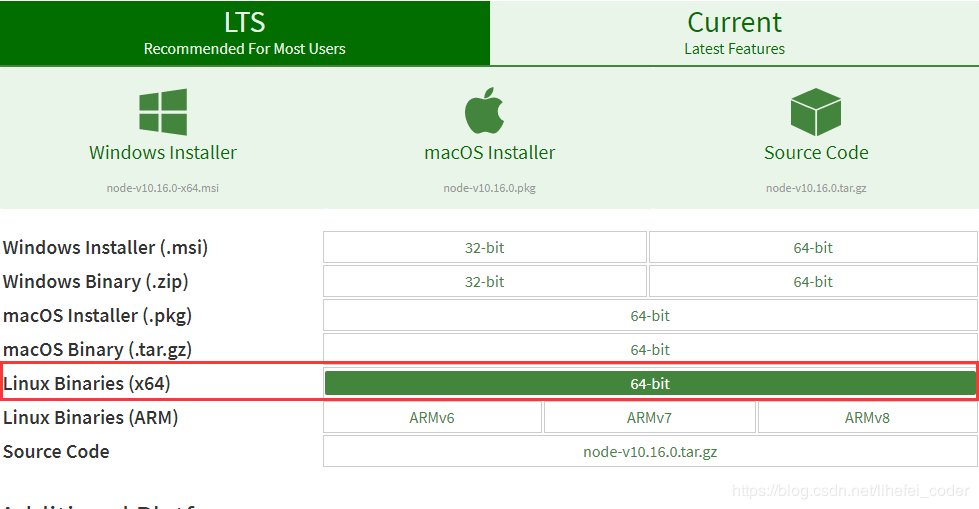 LTS
Recommended For Most Users
Current
Latest Features
Windows Installer
node-v10.16.0-x64.msi
macOS Installer
node-v10.16.0.pkg
Source Code
node-v10.16.0.tar.gz
Windows Installer (.msi) 32-bit 64-bit
Windows Binary (.zip) 32-bit 64-bit
macOS Installer (.pkg) 64-bit
macOS Binary (.tar.gz) 64-bit
Linux Binaries (x64) 64-bit
Linux Binaries (ARM) ARMv6 ARMv7 ARMv8
Source Code node-v10.16.0.tar.gz
https://blog.csdn.net/lihefei_coder